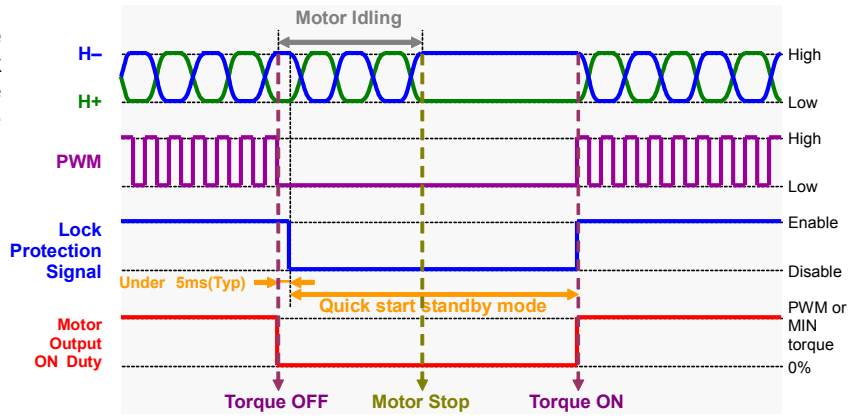 Motor Idling
H–
High
H+
Low
PWM
High
Low
Lock
Protection
Signal
Enable
Disable
Under 5ms(Typ)
Quick start standby mode
Motor
Output
ON Duty
PWM or
MIN
torque
0%
Torque OFF
Motor Stop
Torque ON